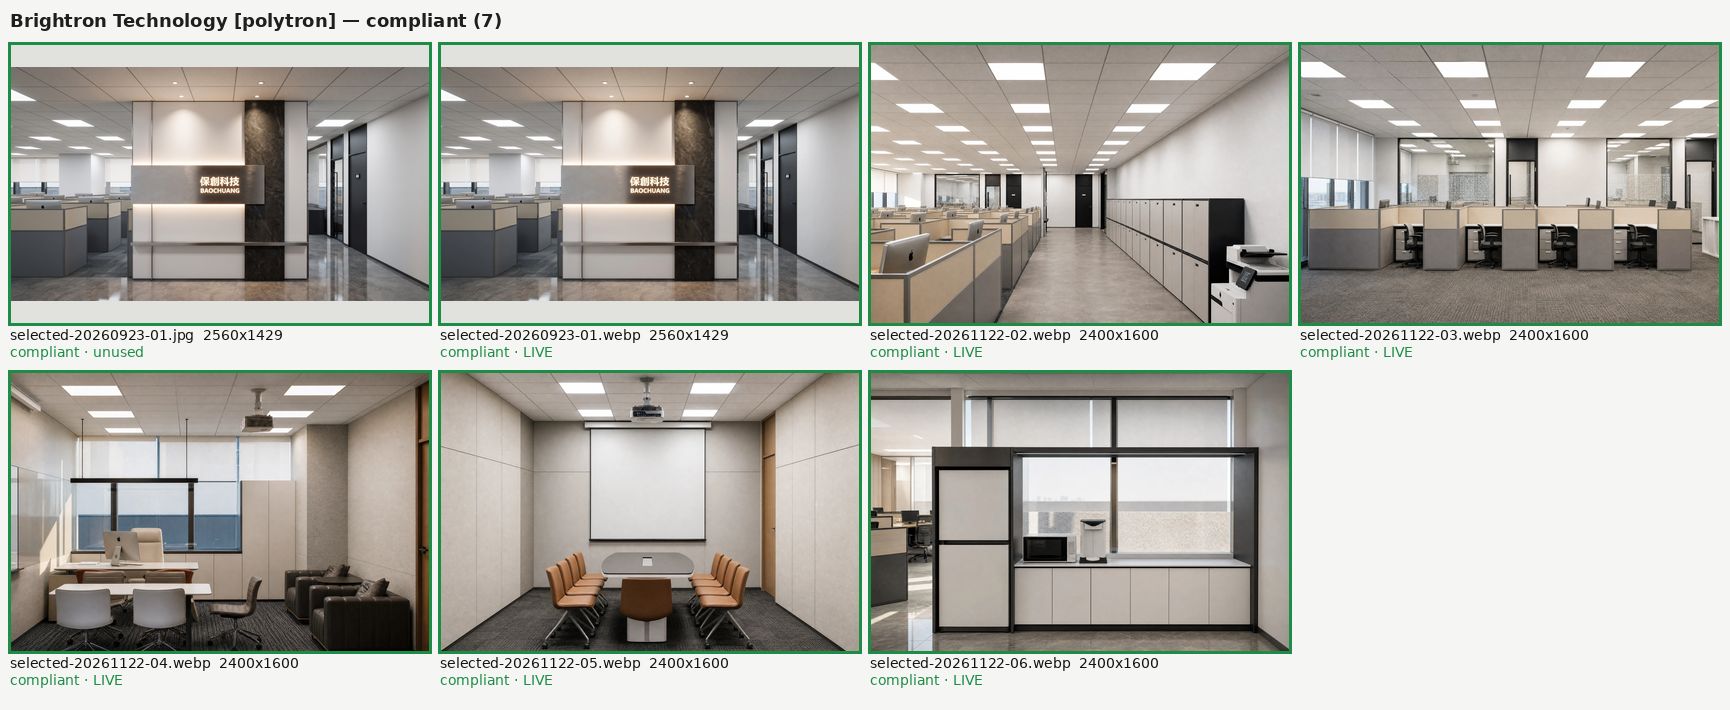 Brightron Technology [polytron] — compliant (7)
保創科技
BAOCHUANG
保創科技
BAOCHUANG
selected-20260923-01.jpg 2560x1429
compliant · unused
selected-20260923-01.webp 2560x1429
compliant · LIVE
selected-20261122-02.webp 2400x1600
compliant · LIVE
selected-20261122-03.webp 2400x1600
compliant · LIVE
selected-20261122-04.webp 2400x1600
compliant · LIVE
selected-20261122-05.webp 2400x1600
compliant · LIVE
selected-20261122-06.webp 2400x1600
compliant · LIVE